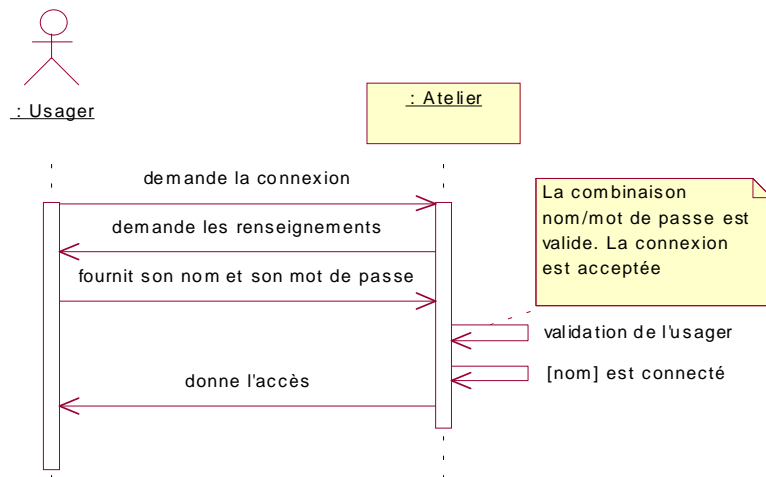 : Usager
: Atelier
demande la connexion
La combinaison
nom/mot de passe est
valide. La connexion
est acceptée
demande les renseignements
fournit son nom et son mot de passe
validation de l'usager
[nom] est connecté
donne l'accès